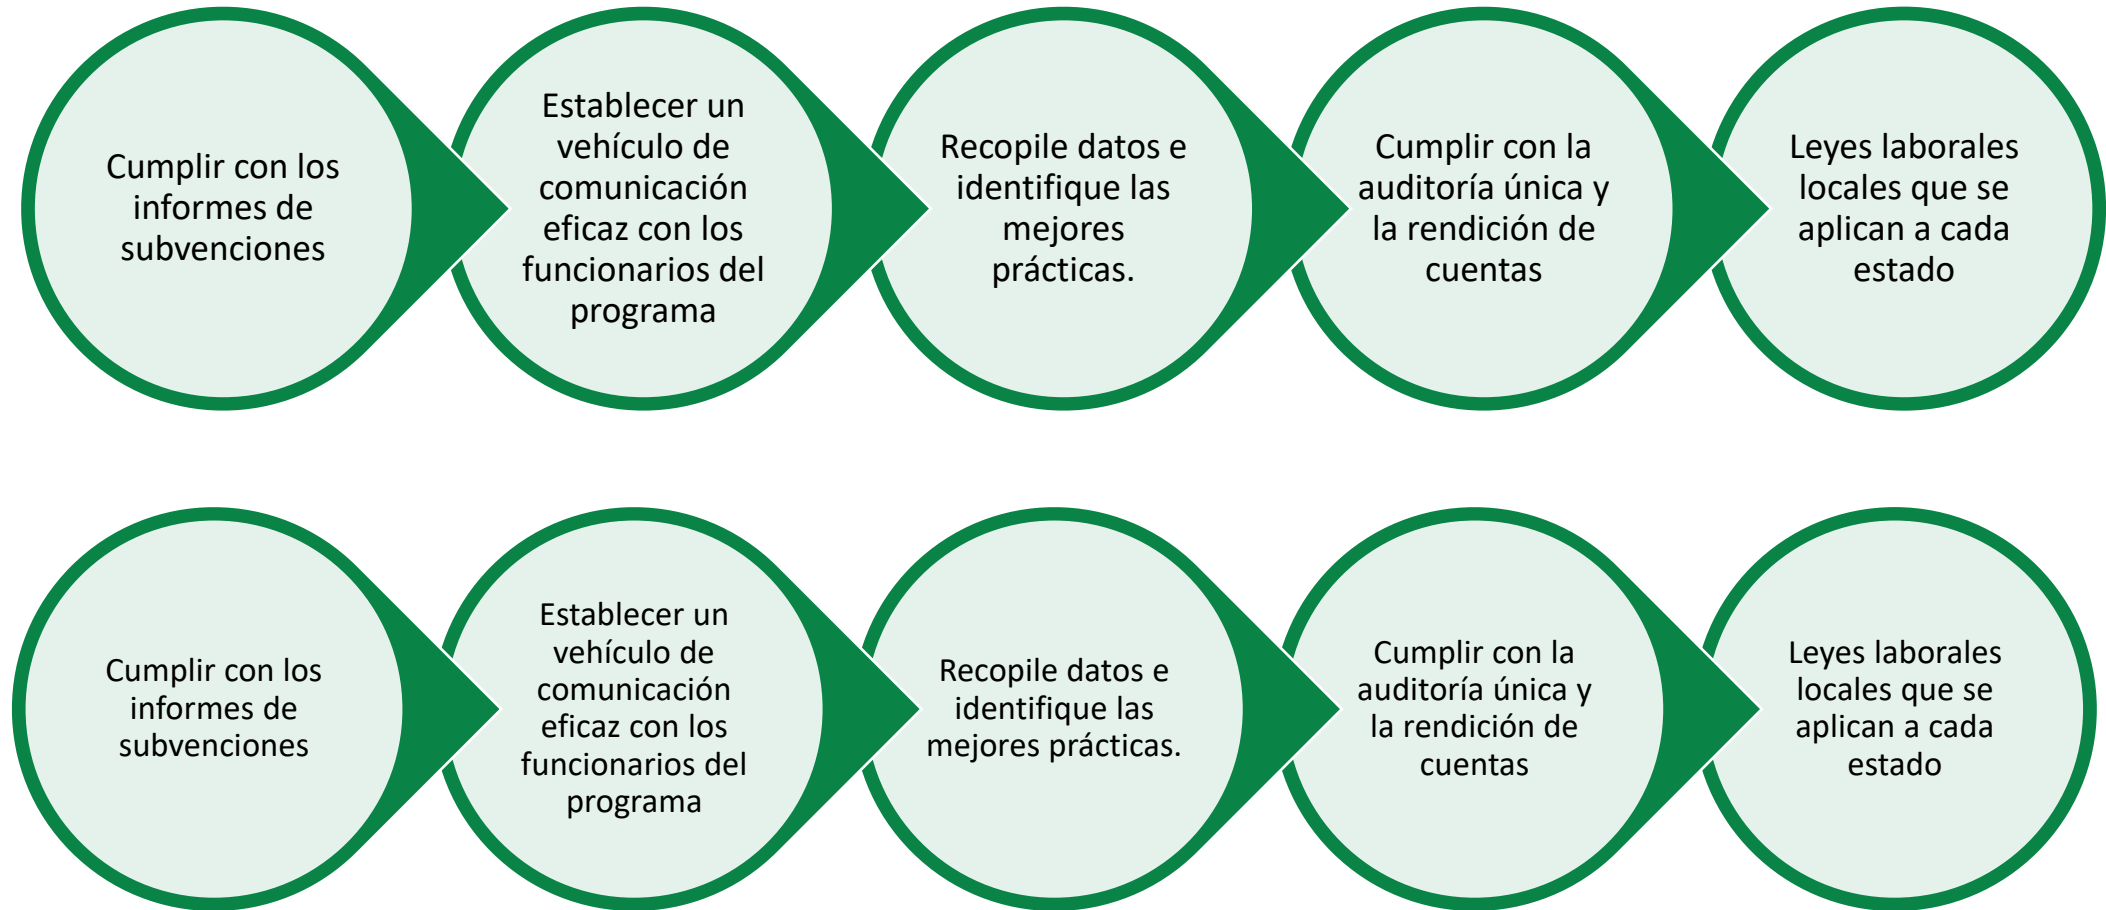 Cumplir con los
informes de
subvenciones
Establecer un
vehículo de
comunicación
eficaz con los
funcionarios del
programa
Recopile datos e
identifique las
mejores
prácticas.
Cumplir con la
auditoría única y
la rendición de
cuentas
Leyes laborales
locales que se
aplican a cada
estado
Cumplir con los
informes de
subvenciones
Establecer un
vehículo de
comunicación
eficaz con los
funcionarios del
programa
Recopile datos e
identifique las
mejores prácticas.
Cumplir con la
auditoría única y
la rendición de
cuentas
Leyes laborales
locales que se
aplican a cada
estado